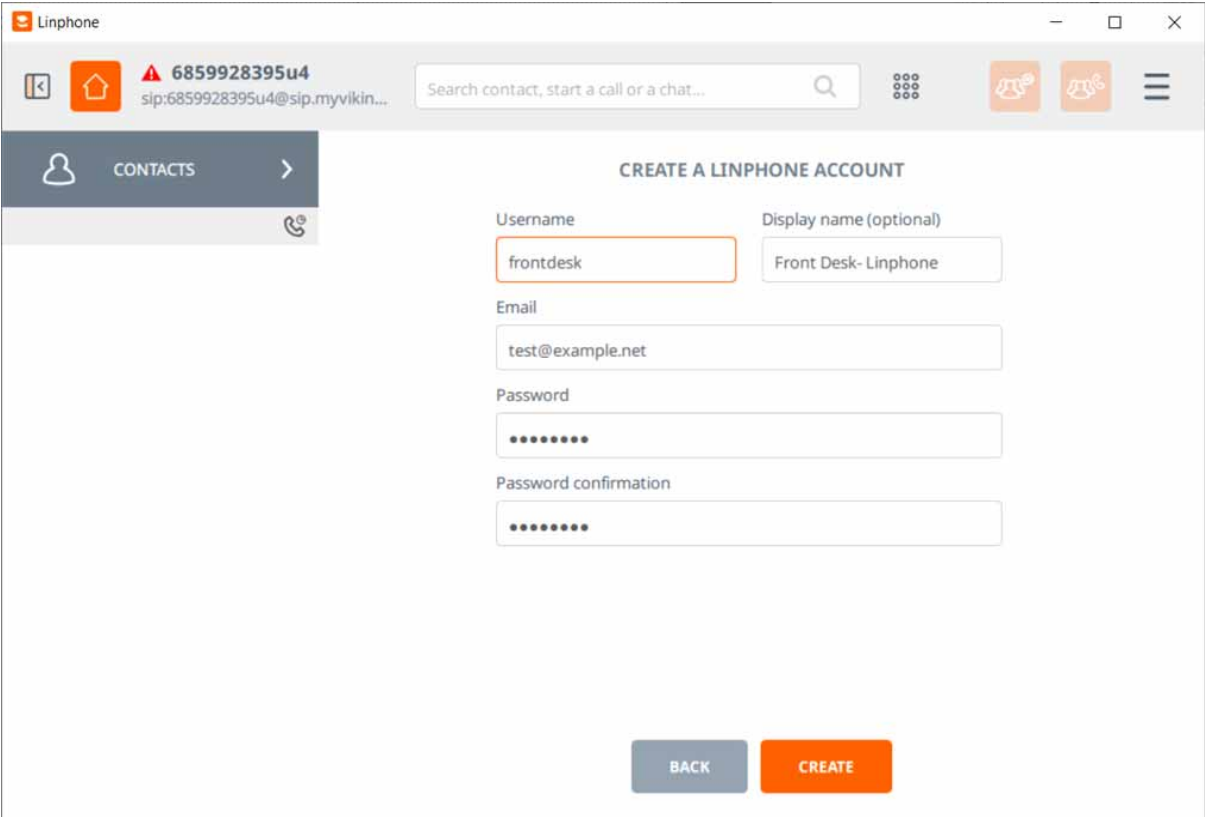 Linphone
6859928395u4
sip:6859928395u4@sip.myvikin...
Search contact, start a call or a chat...
CONTACTS
CREATE A LINPHONE ACCOUNT
Username
Display name (optional)
frontdesk
Front Desk- Linphone
Email
test@example.net
Password
••••••••
Password confirmation
••••••••
BACK
CREATE